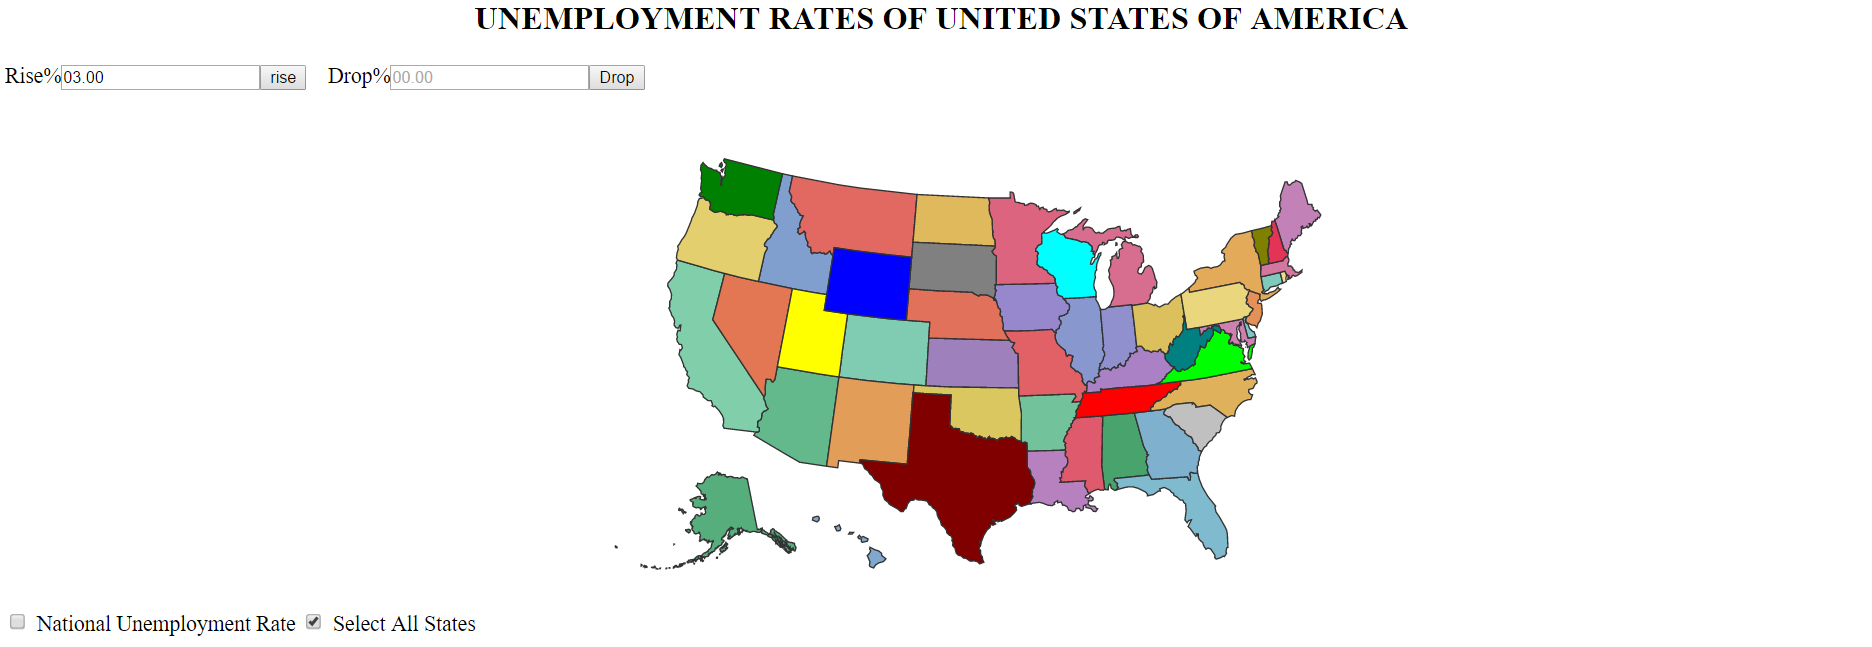 UNEMPLOYMENT RATES OF UNITED STATES OF AMERICA
Rise% 03.00 rise Drop% 00.00 Drop
National Unemployment Rate Select All States